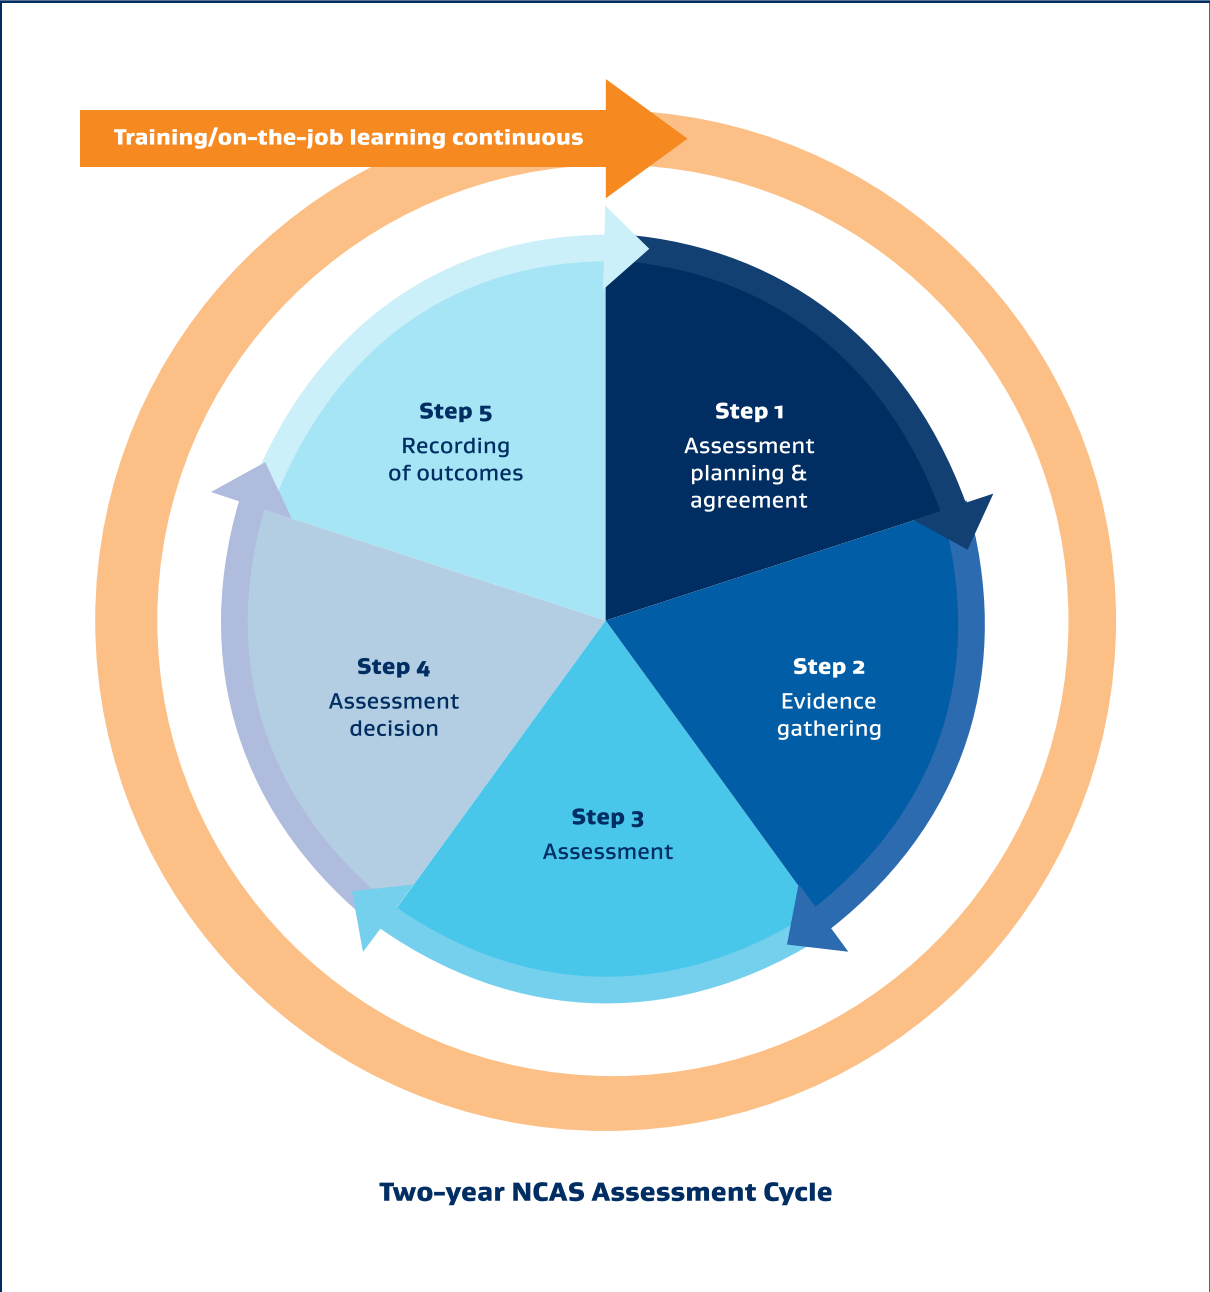 Training/on-the-job learning continuous
Step 1
Assessment
planning &
agreement
Step 2
Evidence
gathering
Step 3
Assessment
Step 4
Assessment
decision
Step 5
Recording
of outcomes
Two-year NCAS Assessment Cycle